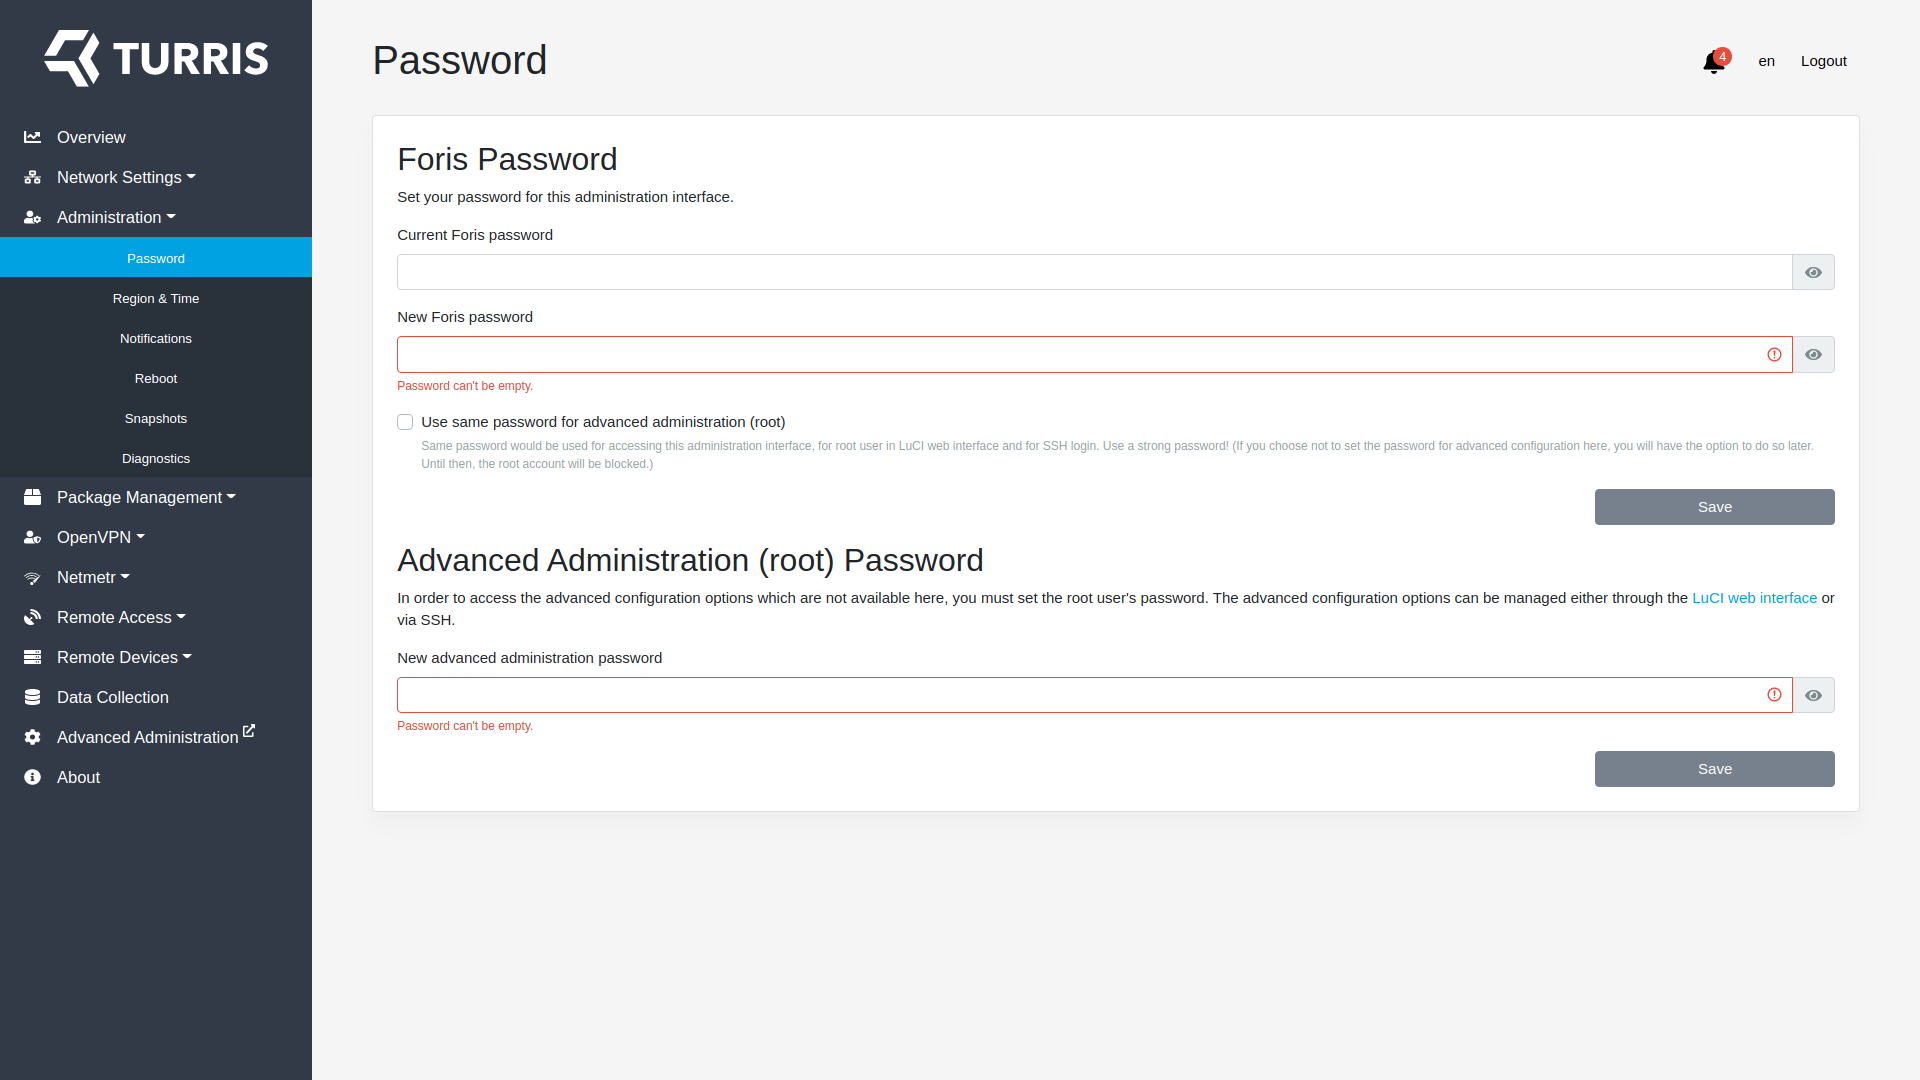 TURRIS
Overview
Network Settings
Administration
Password
Region & Time
Notifications
Reboot
Snapshots
Diagnostics
Package Management
OpenVPN
Netmetr
Remote Access
Remote Devices
Data Collection
Advanced Administration
About
Password
4
en
Logout
Foris Password
Set your password for this administration interface.
Current Foris password
New Foris password
Password can't be empty.
Use same password for advanced administration (root)
Same password would be used for accessing this administration interface, for root user in LuCI web interface and for SSH login. Use a strong password! (If you choose not to set the password for advanced configuration here, you will have the option to do so later.
Until then, the root account will be blocked.)
Save
Advanced Administration (root) Password
In order to access the advanced configuration options which are not available here, you must set the root user's password. The advanced configuration options can be managed either through the LuCI web interface or
via SSH.
New advanced administration password
Password can't be empty.
Save